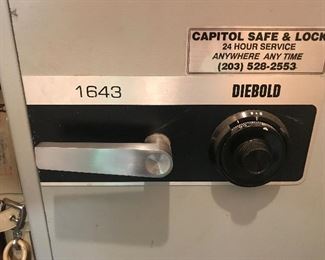 CAPITOL SAFE & LOCK
24 HOUR SERVICE
ANYWHERE ANY TIME
(203) 528-2553
1643
DIEBOLD